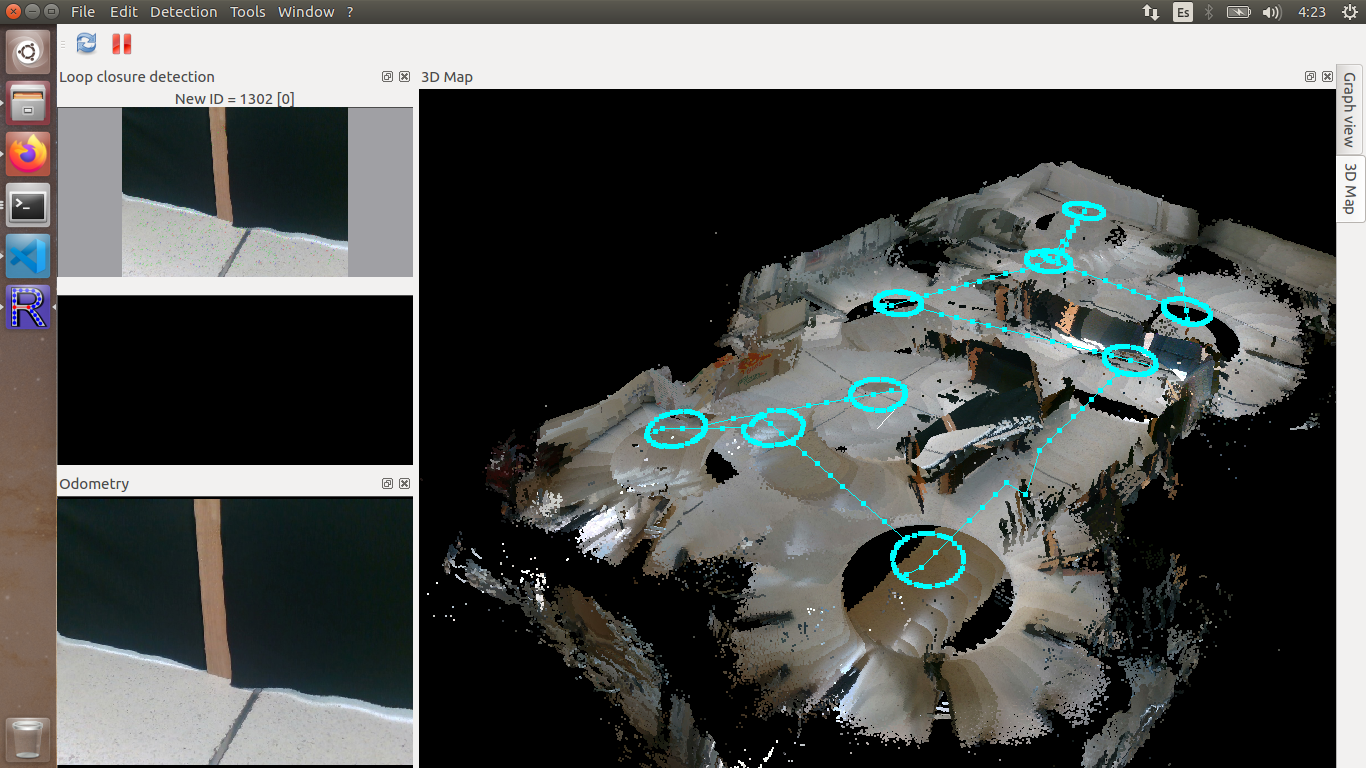 File Edit Detection Tools Window ?
Es
4:23
Loop closure detection
New ID = 1302 [0]
Odometry
3D Map
Graph view
3D Map